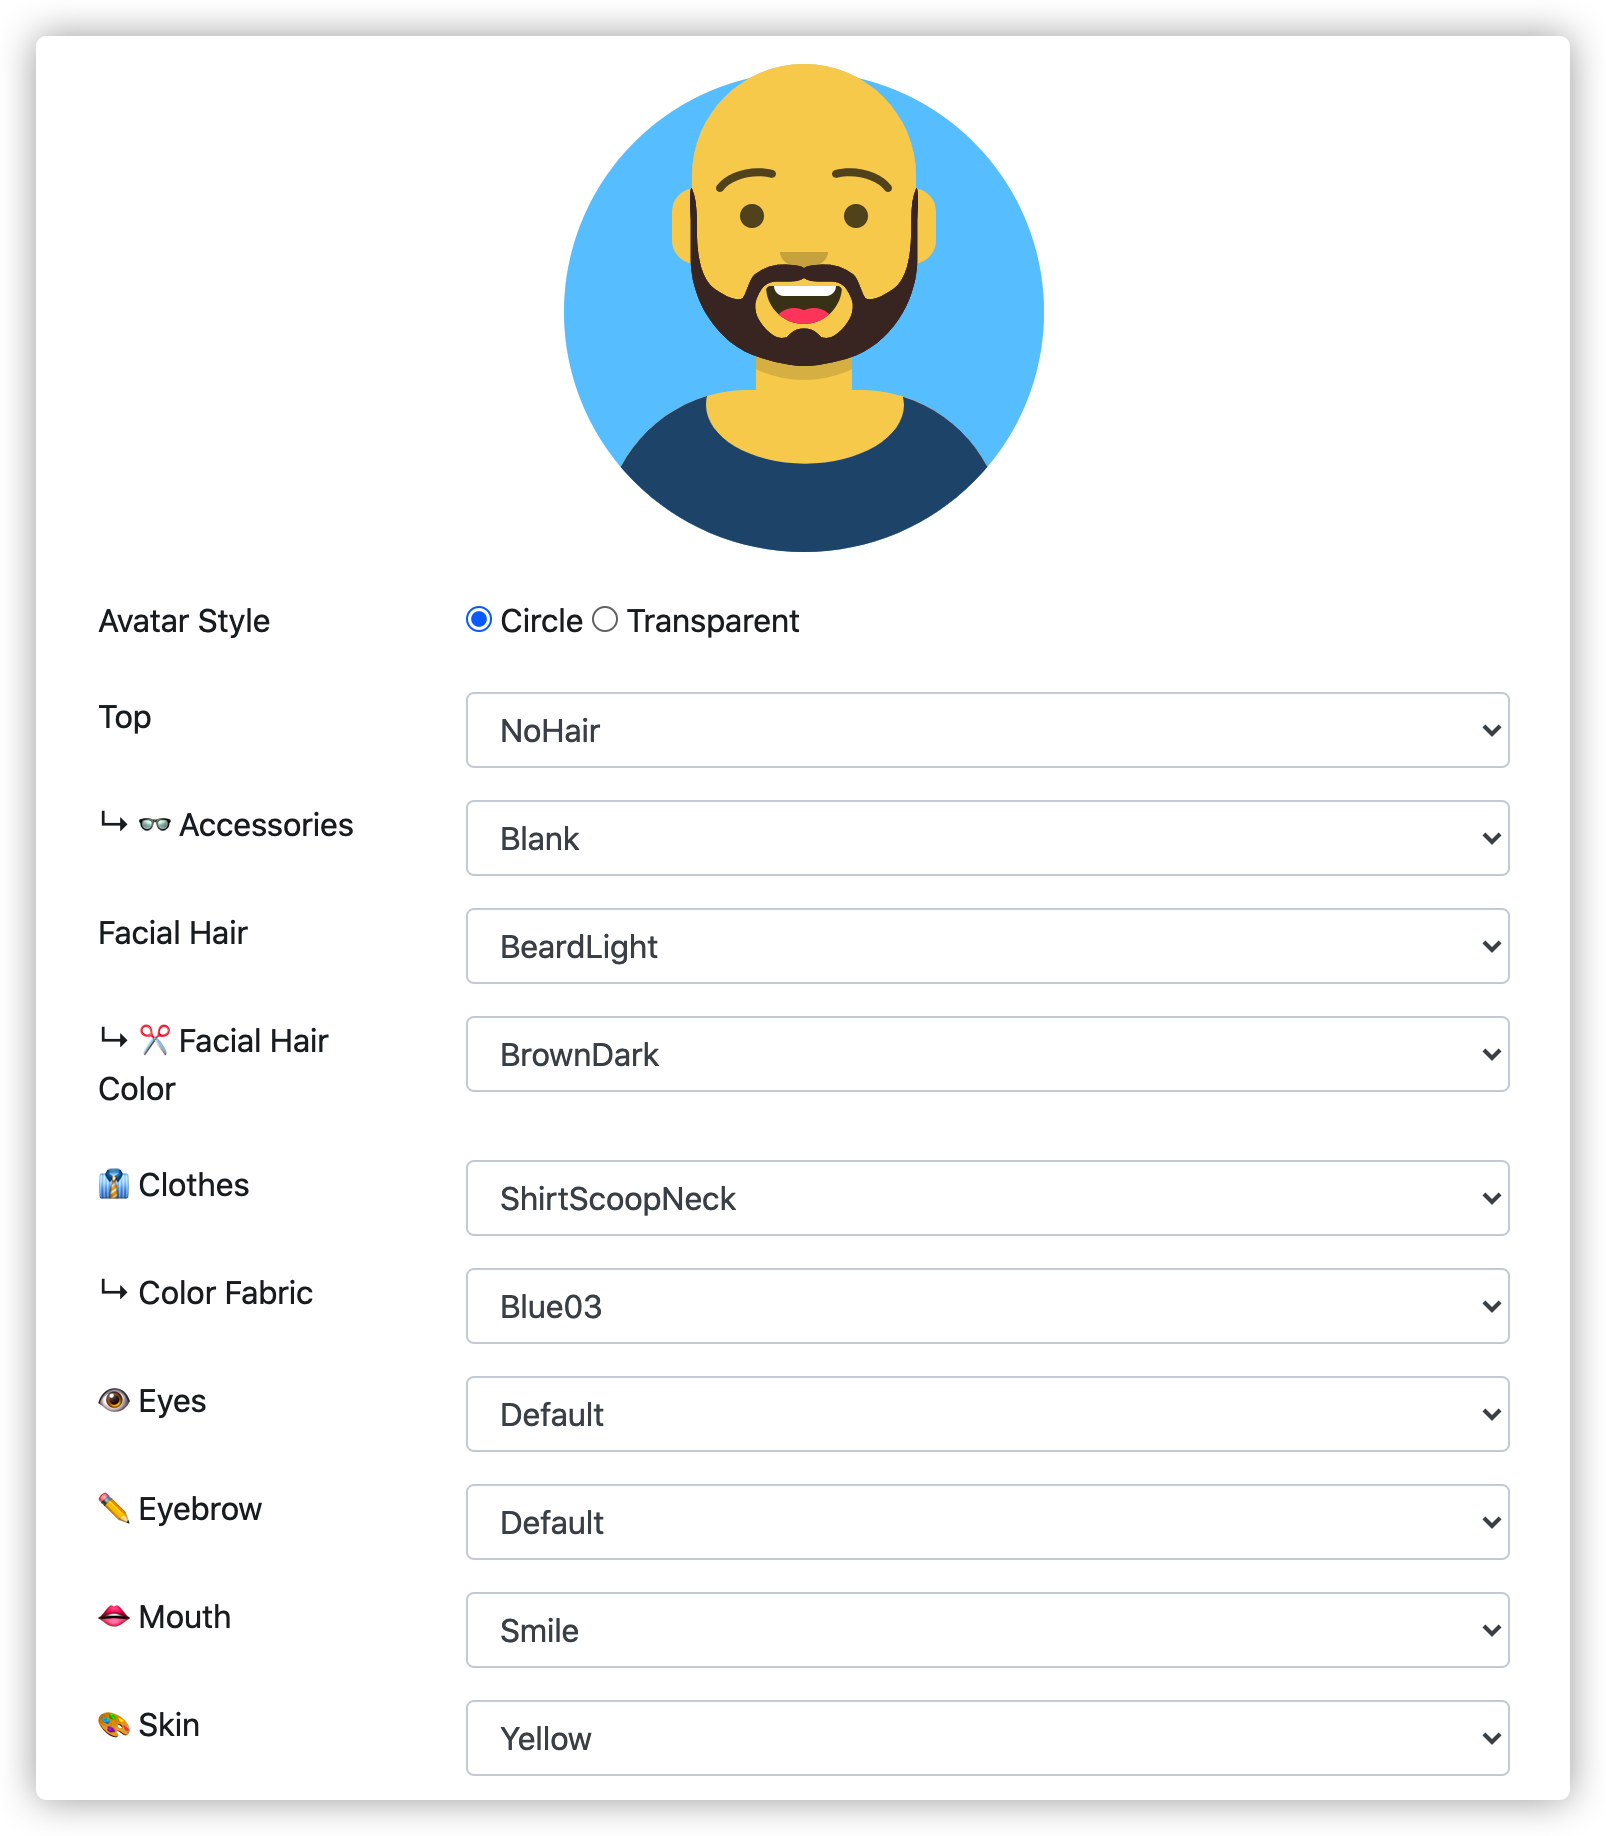 Avatar Style
Circle Transparent
Top
NoHair
↳ 🕶️ Accessories
Blank
Facial Hair
BeardLight
↳ ✂️ Facial Hair
Color
BrownDark
👔 Clothes
ShirtScoopNeck
↳ Color Fabric
Blue03
👁️ Eyes
Default
✏️ Eyebrow
Default
👄 Mouth
Smile
🎨 Skin
Yellow